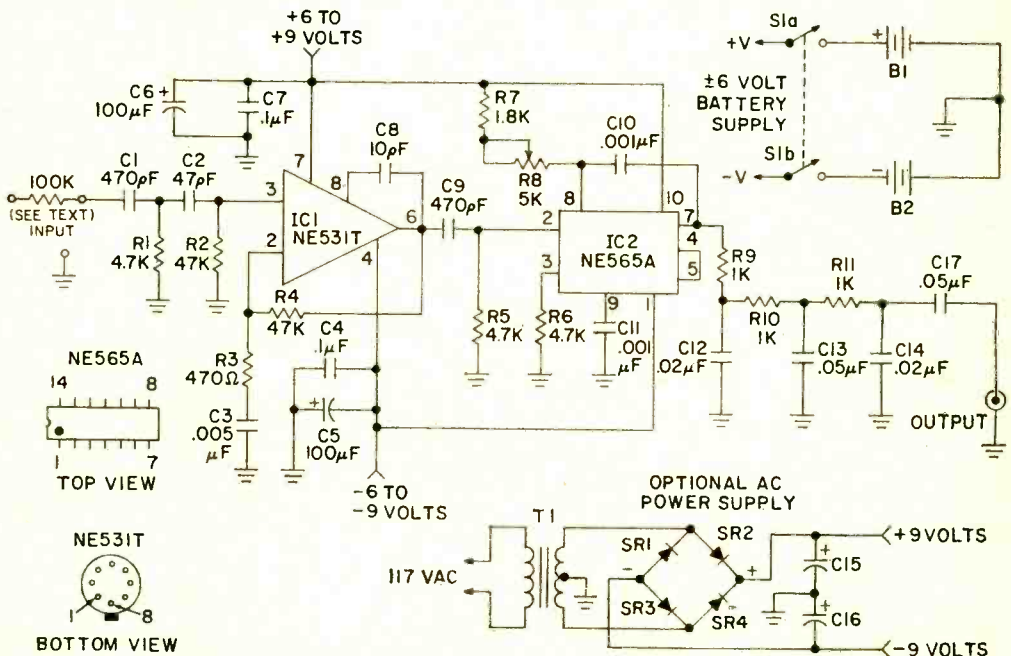 +6 TO
+9 VOLTS
C6
+
100µF
C7
.1µF
R7
1.8K
C10
.001µF
S1a
+V
+
B1
±6 VOLT
BATTERY
SUPPLY
S1b
-V
-
B2
C8
10pF
R8
5K
100K
(SEE TEXT)
INPUT
C1
470pF
C2
47pF
R1
4.7K
R2
47K
7
3
8
2
6
4
IC1
NE531T
C9
470pF
2
8
10
7
4
5
3
9
1
IC2
NE565A
R4
47K
R3
470Ω
C3
.005
µF
C4
.1µF
+
C5
100µF
R5
4.7K
R6
4.7K
C11
.001
µF
R9
1K
R10
1K
R11
1K
C17
.05µF
C12
.02µF
C13
.05µF
C14
.02µF
OUTPUT
-6 TO
-9 VOLTS
NE565A
14
8
1
7
TOP VIEW
NE531T
1
8
BOTTOM VIEW
OPTIONAL AC
POWER SUPPLY
T1
117 VAC
SR1
SR2
-
+
SR3
SR4
+
C15
+
C16
+9 VOLTS
-9 VOLTS